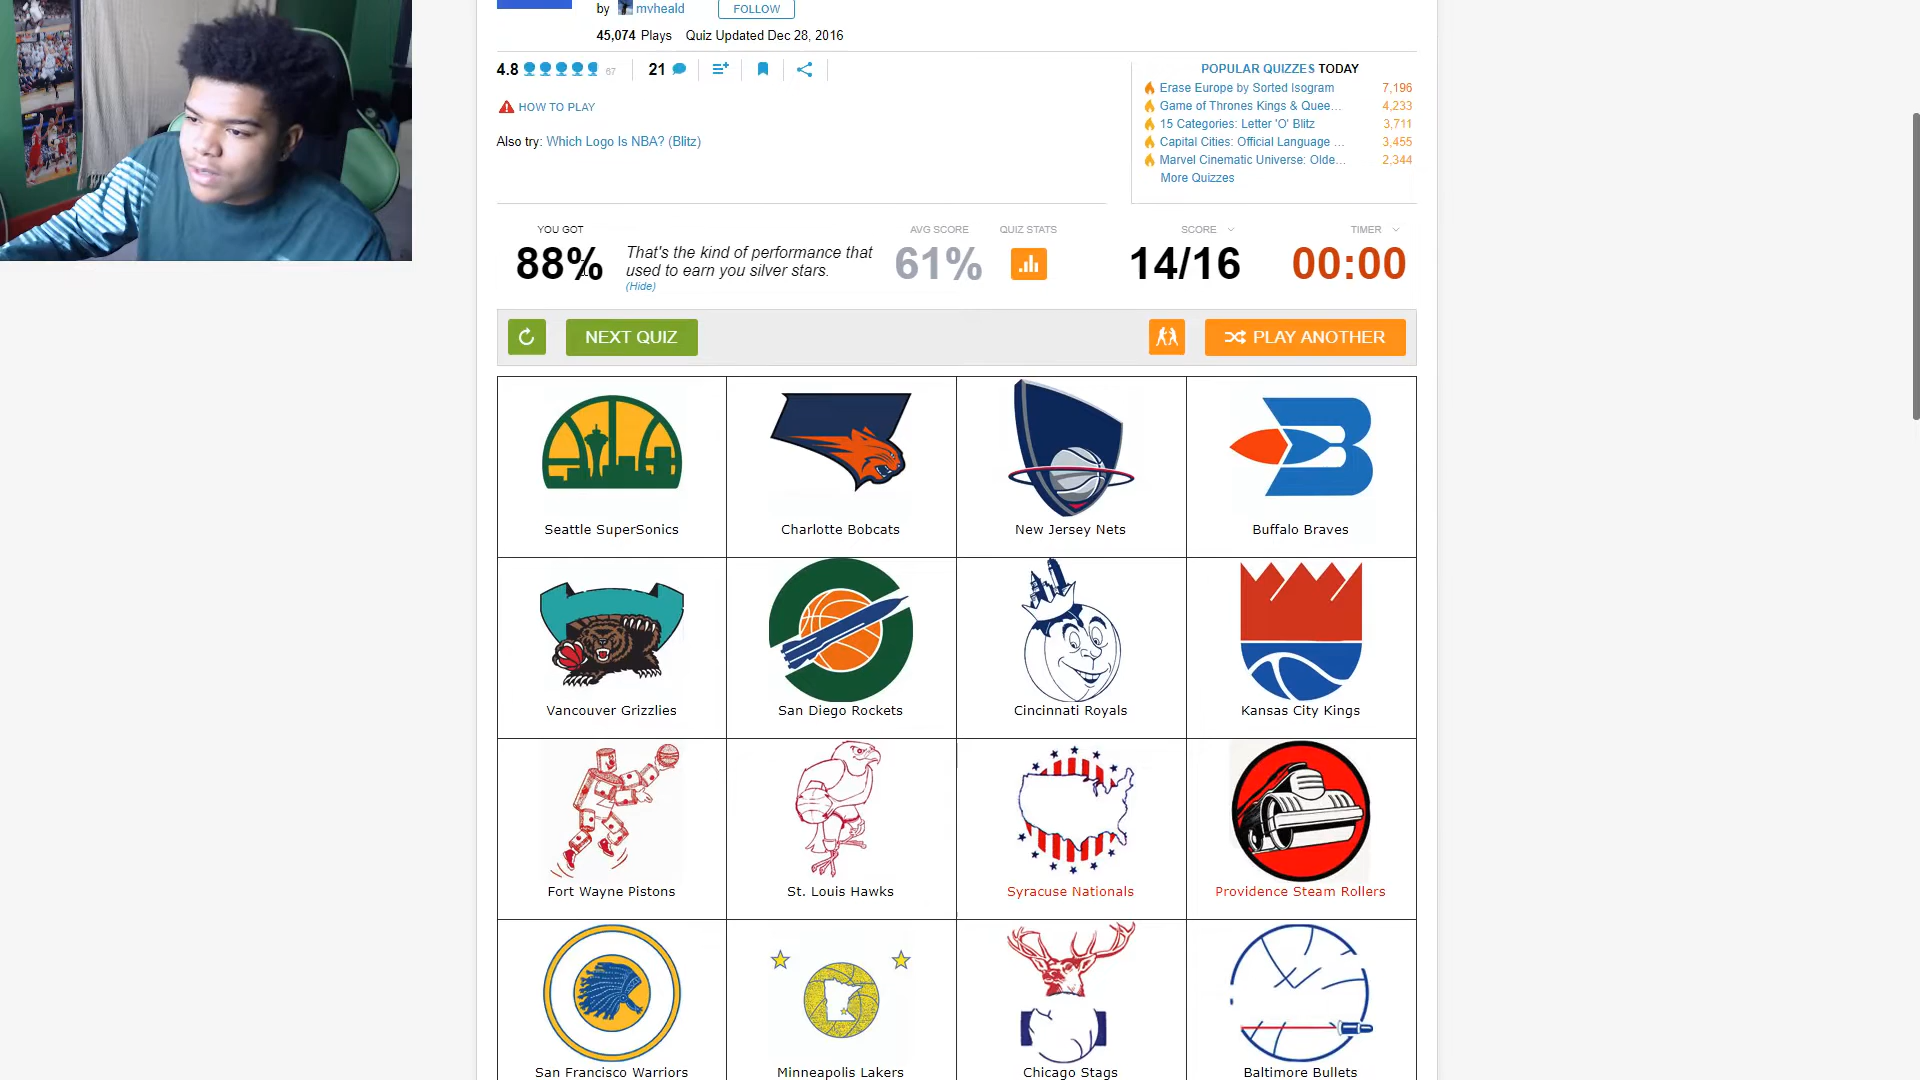 by mvheald FOLLOW
45,074 Plays Quiz Updated Dec 28, 2016
4.8 67 21
HOW TO PLAY
Also try: Which Logo Is NBA? (Blitz)
POPULAR QUIZZES TODAY
Erase Europe by Sorted Isogram 7,196
Game of Thrones Kings & Quee... 4,233
15 Categories: Letter 'O' Blitz 3,711
Capital Cities: Official Language ... 3,455
Marvel Cinematic Universe: Olde... 2,344
More Quizzes
YOU GOT
88%
That's the kind of performance that
used to earn you silver stars.
(Hide)
AVG SCORE
61%
QUIZ STATS
SCORE
14/16
TIMER
00:00
NEXT QUIZ
PLAY ANOTHER
Seattle SuperSonics
Charlotte Bobcats
New Jersey Nets
Buffalo Braves
Vancouver Grizzlies
San Diego Rockets
Cincinnati Royals
Kansas City Kings
Fort Wayne Pistons
St. Louis Hawks
Syracuse Nationals
Providence Steam Rollers
San Francisco Warriors
Minneapolis Lakers
Chicago Stags
Baltimore Bullets